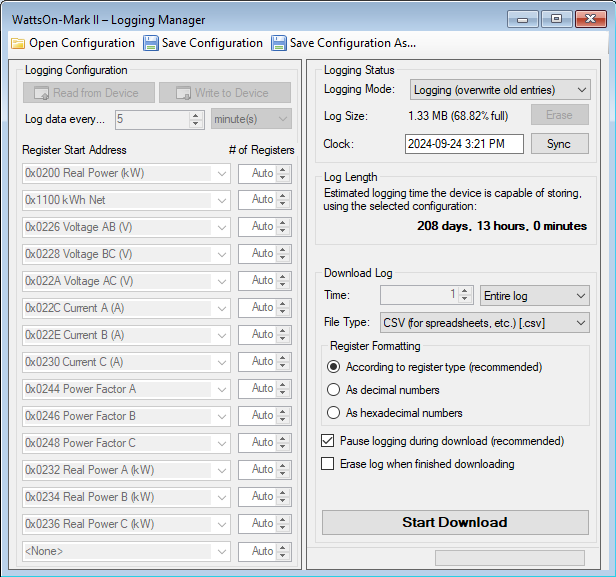 WattsOn-Mark II – Logging Manager
Open Configuration Save Configuration Save Configuration As...
Logging Configuration
Read from Device Write to Device
Log data every... 5 minute(s)
Register Start Address # of Registers
0x0200 Real Power (kW) Auto
0x1100 kWh Net Auto
0x0226 Voltage AB (V) Auto
0x0228 Voltage BC (V) Auto
0x022A Voltage AC (V) Auto
0x022C Current A (A) Auto
0x022E Current B (A) Auto
0x0230 Current C (A) Auto
0x0244 Power Factor A Auto
0x0246 Power Factor B Auto
0x0248 Power Factor C Auto
0x0232 Real Power A (kW) Auto
0x0234 Real Power B (kW) Auto
0x0236 Real Power C (kW) Auto
<None> Auto
Logging Status
Logging Mode: Logging (overwrite old entries)
Log Size: 1.33 MB (68.82% full) Erase
Clock: 2024-09-24 3:21 PM Sync
Log Length
Estimated logging time the device is capable of storing,
using the selected configuration:
208 days, 13 hours, 0 minutes
Download Log
Time: 1 Entire log
File Type: CSV (for spreadsheets, etc.) [.csv]
Register Formatting
According to register type (recommended)
As decimal numbers
As hexadecimal numbers
Pause logging during download (recommended)
Erase log when finished downloading
Start Download